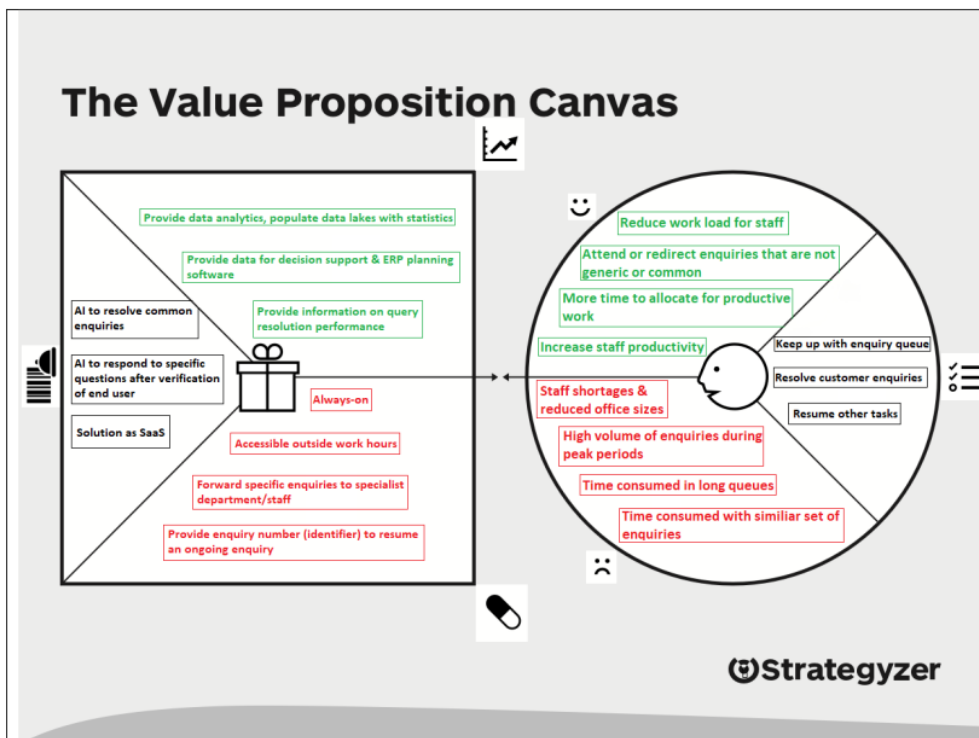 The Value Proposition Canvas
Provide data analytics, populate data lakes with statistics
Provide data for decision support & ERP planning
software
Provide information on query
resolution performance
AI to resolve common
enquiries
AI to respond to specific
questions after verification
of end user
Solution as SaaS
Always-on
Accessible outside work hours
Forward specific enquiries to specialist
department/staff
Provide enquiry number (identifier) to resume
an ongoing enquiry
Reduce work load for staff
Attend or redirect enquiries that are not
generic or common
More time to allocate for productive
work
Increase staff productivity
Keep up with enquiry queue
Resolve customer enquiries
Resume other tasks
Staff shortages &
reduced office sizes
High volume of enquiries during
peak periods
Time consumed in long queues
Time consumed with similiar set of
enquiries
Strategyzer